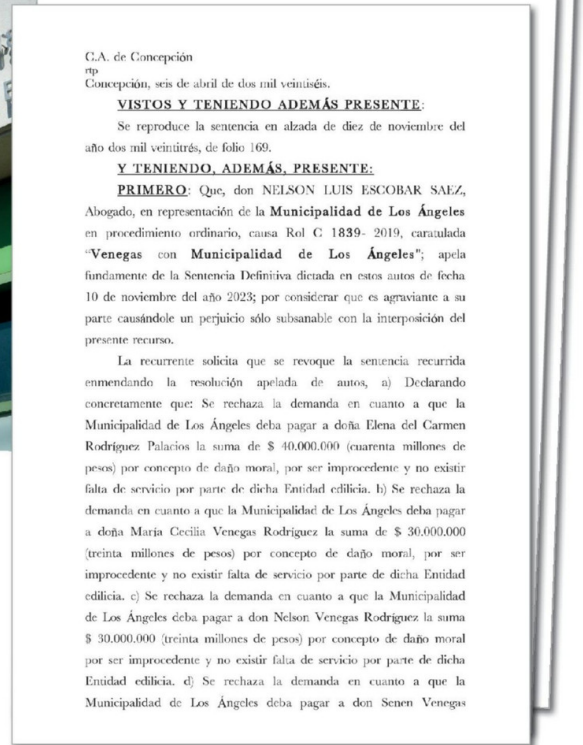 C.A. de Concepción
rtp
Concepción, seis de abril de dos mil veintiséis.
VISTOS Y TENIENDO ADEMÁS PRESENTE:
Se reproduce la sentencia en alzada de diez de noviembre del
año dos mil veintitrés, de folio 169.
Y TENIENDO, ADEMÁS, PRESENTE:
PRIMERO: Que, don NELSON LUIS ESCOBAR SAEZ,
Abogado, en representación de la Municipalidad de Los Ángeles
en procedimiento ordinario, causa Rol C 1839- 2019, caratulada
“Venegas con Municipalidad de Los Ángeles”; apela
fundamente de la Sentencia Definitiva dictada en estos autos de fecha
10 de noviembre del año 2023; por considerar que es agraviante a su
parte causándole un perjuicio sólo subsanable con la interposición del
presente recurso.
La recurrente solicita que se revoque la sentencia recurrida
enmendando la resolución apelada de autos, a) Declarando
concretamente que: Se rechaza la demanda en cuanto a que la
Municipalidad de Los Ángeles deba pagar a doña Elena del Carmen
Rodríguez Palacios la suma de $ 40.000.000 (cuarenta millones de
pesos) por concepto de daño moral, por ser improcedente y no existir
falta de servicio por parte de dicha Entidad edilicia. b) Se rechaza la
demanda en cuanto a que la Municipalidad de Los Ángeles deba pagar
a doña María Cecilia Venegas Rodríguez la suma de $ 30.000.000
(treinta millones de pesos) por concepto de daño moral, por ser
improcedente y no existir falta de servicio por parte de dicha Entidad
edilicia. c) Se rechaza la demanda en cuanto a que la Municipalidad
de Los Ángeles deba pagar a don Nelson Venegas Rodríguez la suma
$ 30.000.000 (treinta millones de pesos) por concepto de daño moral
por ser improcedente y no existir falta de servicio por parte de dicha
Entidad edilicia. d) Se rechaza la demanda en cuanto a que la
Municipalidad de Los Ángeles deba pagar a don Senen Venegas